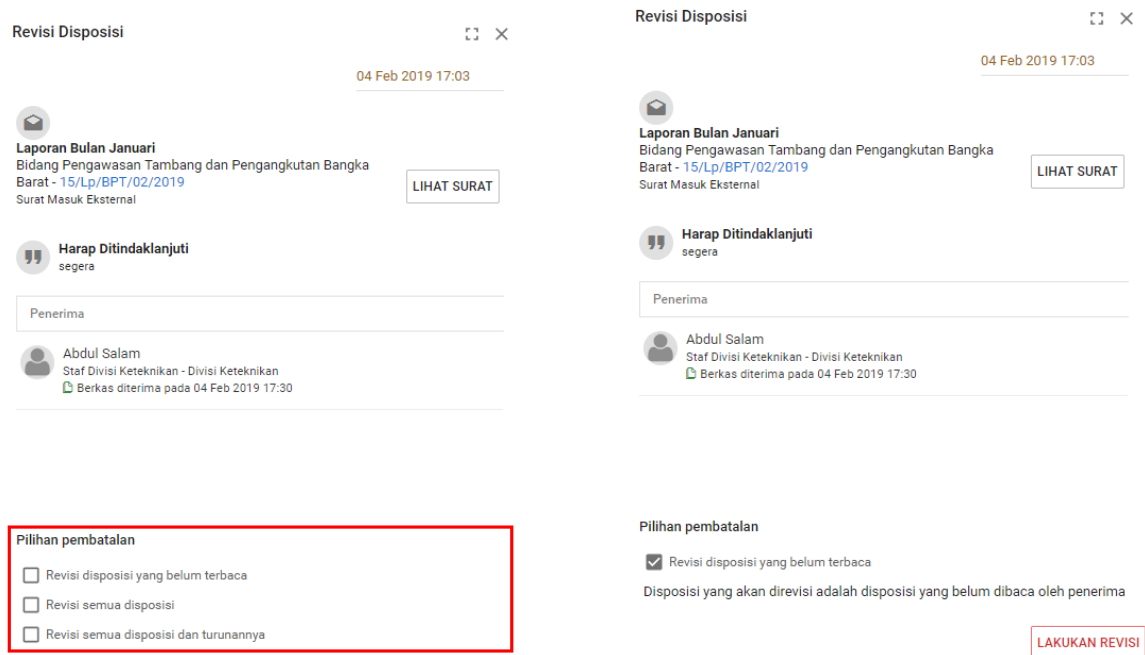 Revisi Disposisi
04 Feb 2019 17:03
Laporan Bulan Januari
Bidang Pengawasan Tambang dan Pengangkutan Bangka
Barat - 15/Lp/BPT/02/2019
Surat Masuk Eksternal
LIHAT SURAT
Harap Ditindaklanjuti
segera
Penerima
Abdul Salam
Staf Divisi Keteknikan - Divisi Keteknikan
Berkas diterima pada 04 Feb 2019 17:30
Pilihan pembatalan
Revisi disposisi yang belum terbaca
Revisi semua disposisi
Revisi semua disposisi dan turunannya
Revisi Disposisi
04 Feb 2019 17:03
Laporan Bulan Januari
Bidang Pengawasan Tambang dan Pengangkutan Bangka
Barat - 15/Lp/BPT/02/2019
Surat Masuk Eksternal
LIHAT SURAT
Harap Ditindaklanjuti
segera
Penerima
Abdul Salam
Staf Divisi Keteknikan - Divisi Keteknikan
Berkas diterima pada 04 Feb 2019 17:30
Pilihan pembatalan
Revisi disposisi yang belum terbaca
Disposisi yang akan direvisi adalah disposisi yang belum dibaca oleh penerima
LAKUKAN REVISI